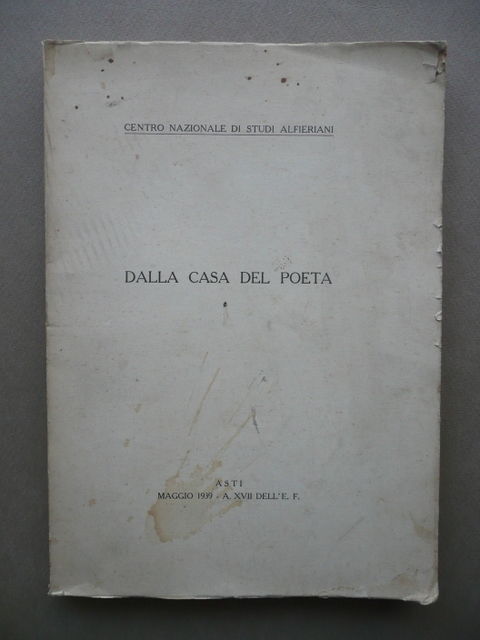 CENTRO NAZIONALE DI STUDI ALFIERIANI
DALLA CASA DEL POETA
ASTI
MAGGIO 1939 - A. XVII DELL'E. F.